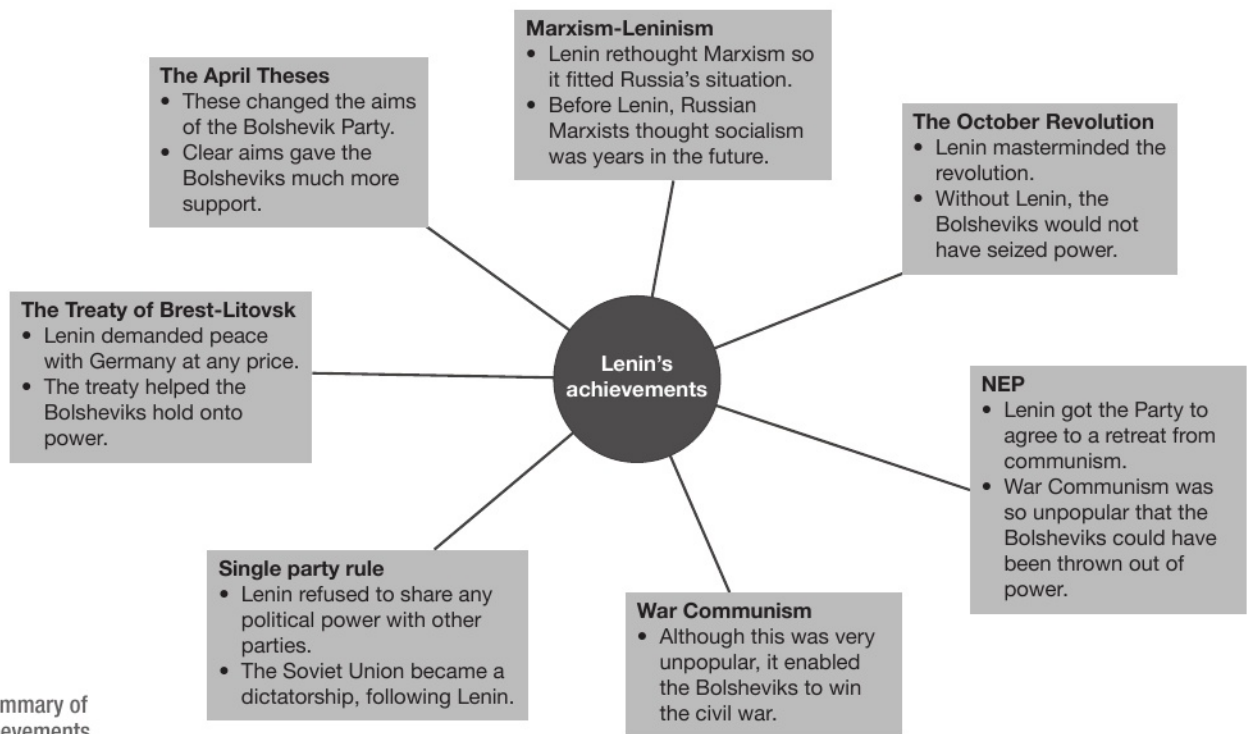 Marxism-Leninism
• Lenin rethought Marxism so
it fitted Russia's situation.
• Before Lenin, Russian
Marxists thought socialism
was years in the future.
The April Theses
• These changed the aims
of the Bolshevik Party.
• Clear aims gave the
Bolsheviks much more
support.
The October Revolution
• Lenin masterminded the
revolution.
• Without Lenin, the
Bolsheviks would not
have seized power.
The Treaty of Brest-Litovsk
• Lenin demanded peace
with Germany at any price.
• The treaty helped the
Bolsheviks hold onto
power.
Lenin's
achievements
NEP
• Lenin got the Party to
agree to a retreat from
communism.
• War Communism was
so unpopular that the
Bolsheviks could have
been thrown out of
power.
Single party rule
• Lenin refused to share any
political power with other
parties.
• The Soviet Union became a
dictatorship, following Lenin.
War Communism
• Although this was very
unpopular, it enabled
the Bolsheviks to win
the civil war.
of